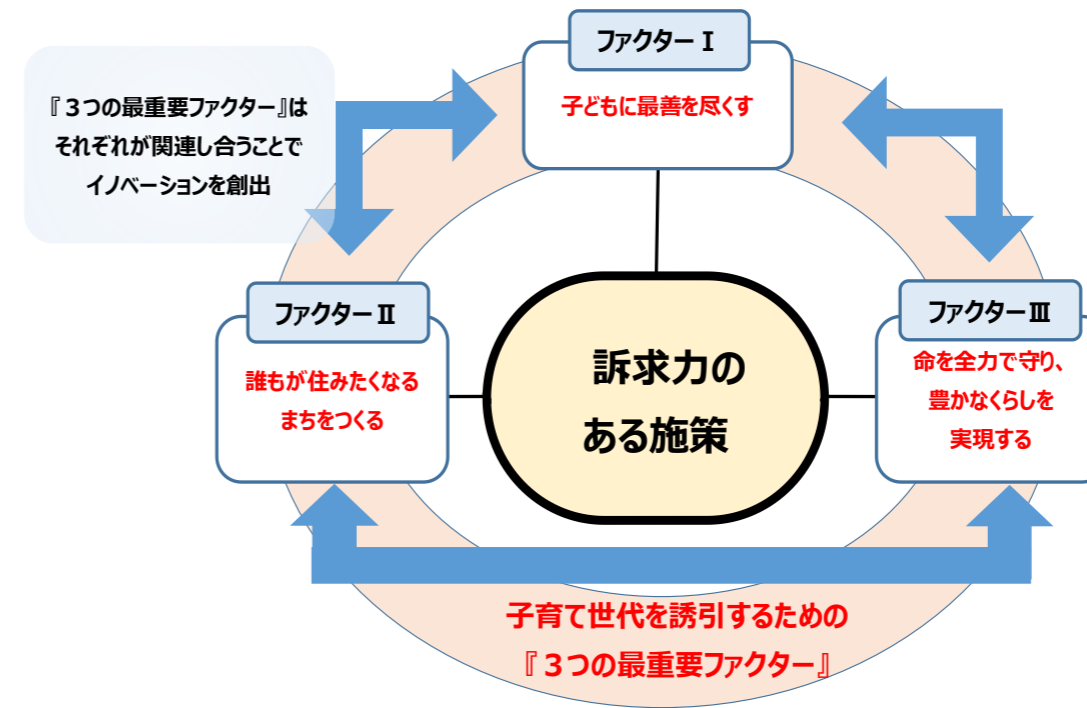 ファクターⅠ
子どもに最善を尽くす
『３つの最重要ファクター』は
それぞれが関連し合うことで
イノベーションを創出
ファクターⅡ
誰もが住みたくなる
まちをつくる
訴求力の
ある施策
ファクターⅢ
命を全力で守り、
豊かなくらしを
実現する
子育て世代を誘引するための
『３つの最重要ファクター』